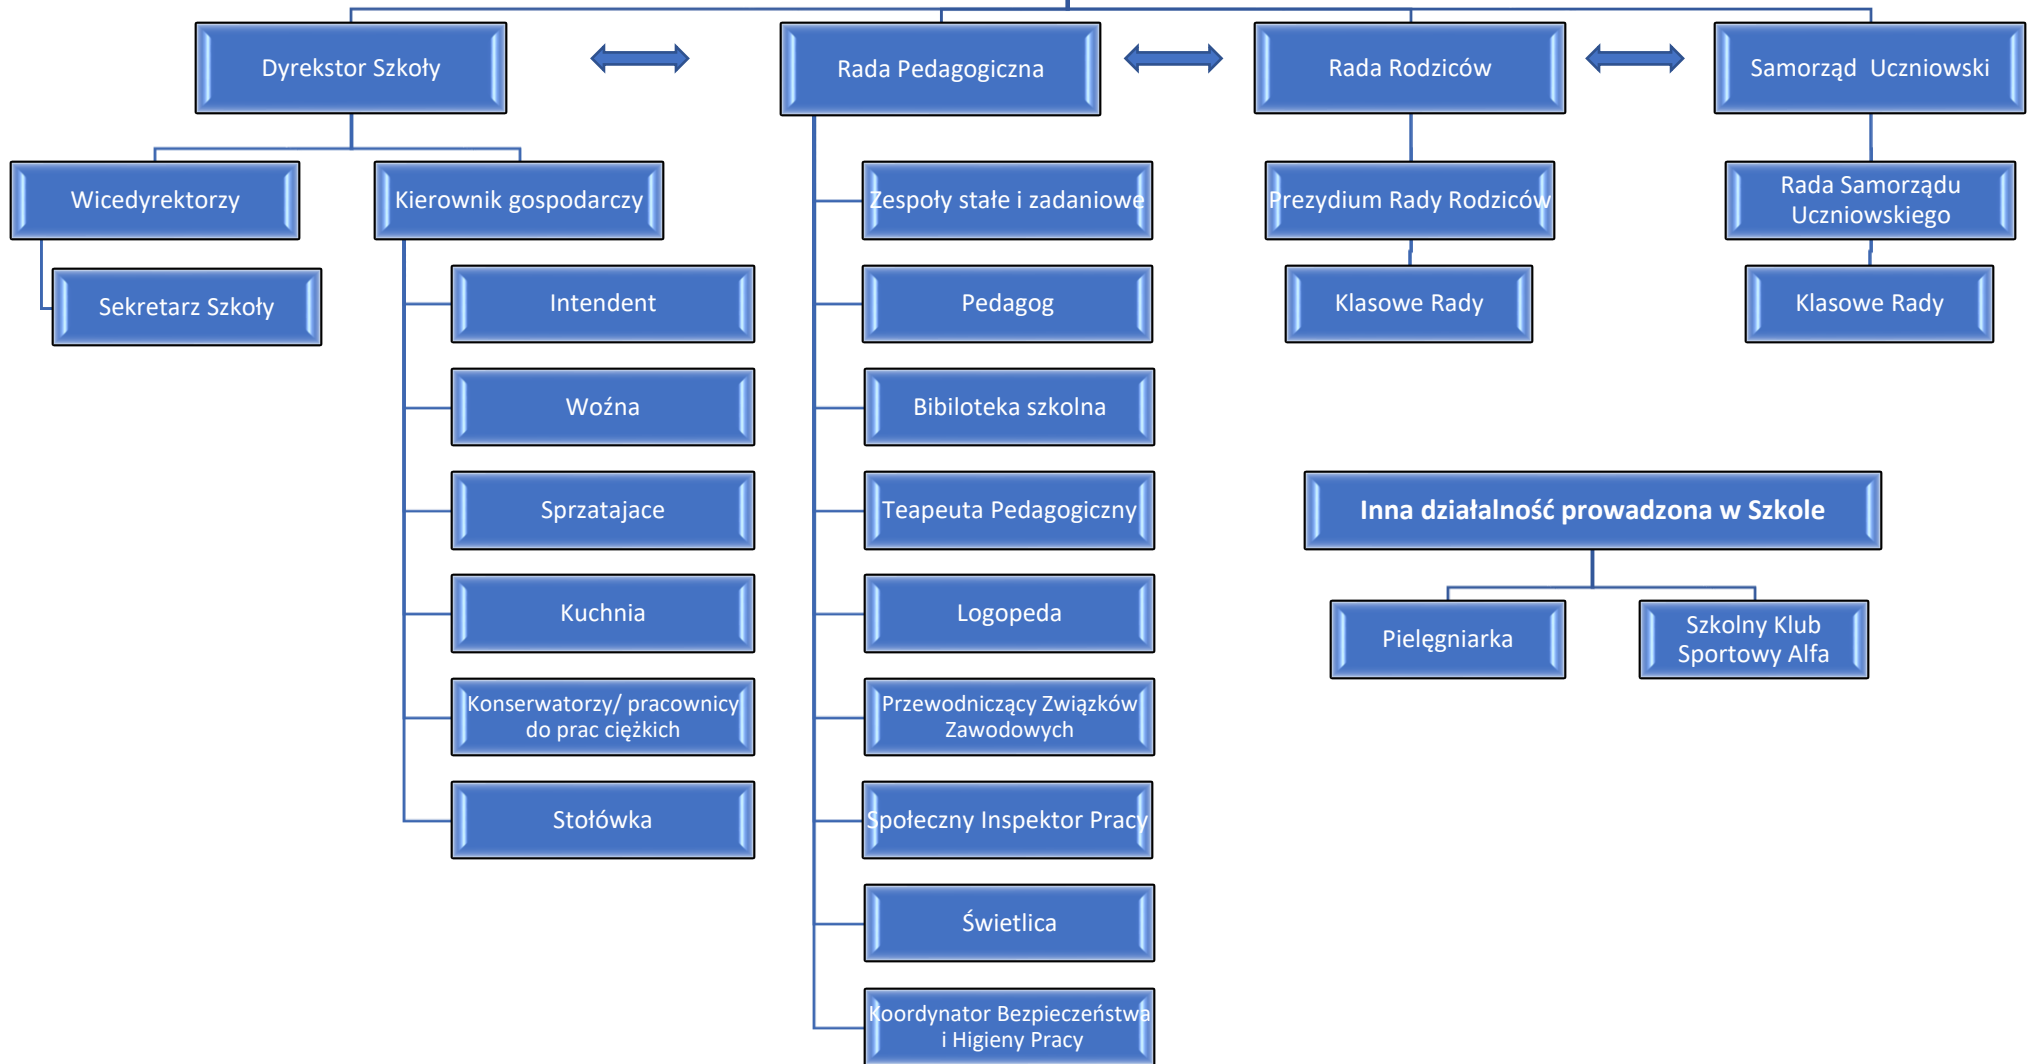 Dyrekstor Szkoły
Rada Pedagogiczna
Rada Rodziców
Samorząd  Uczniowski
Wicedyrektorzy
Kierownik gospodarczy
Zespoły stałe i zadaniowe
Prezydium Rady Rodziców
Rada Samorządu
Uczniowskiego
Sekretarz Szkoły
Intendent
Pedagog
Klasowe Rady
Klasowe Rady
Woźna
Bibiloteka szkolna
Sprzatajace
Teapeuta Pedagogiczny
Inna działalność prowadzona w Szkole
Kuchnia
Logopeda
Pielęgniarka
Szkolny Klub
Sportowy Alfa
Konserwatorzy/ pracownicy
do prac ciężkich
Przewodniczący Związków
Zawodowych
Stołówka
Społeczny Inspektor Pracy
Świetlica
Koordynator Bezpieczeństwa
i Higieny Pracy